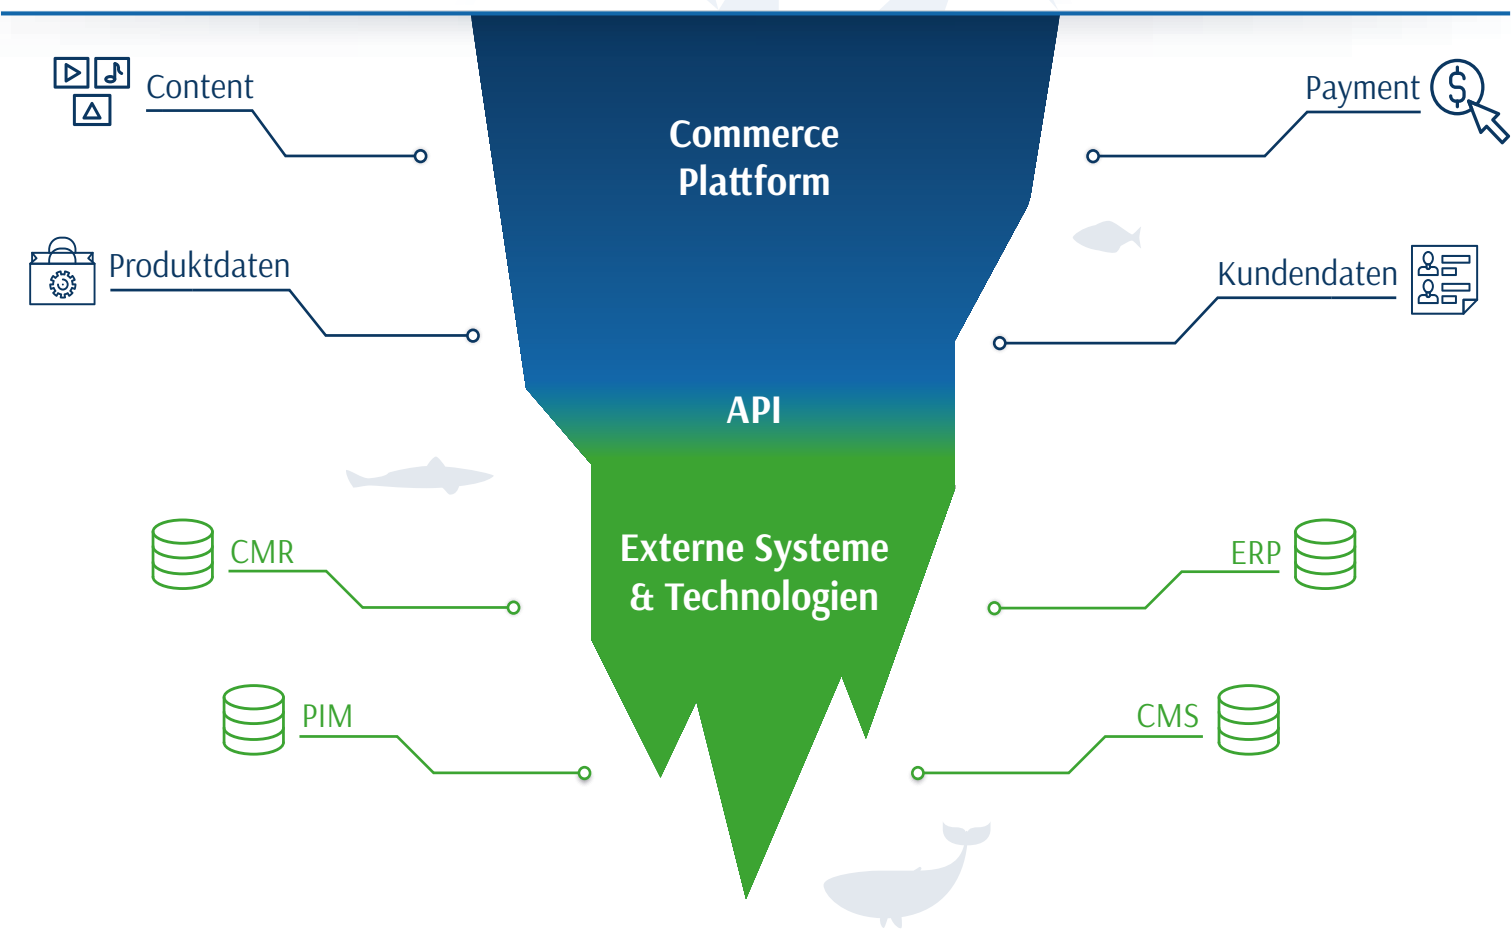 Content
Payment
Commerce
Plattform
Produktdaten
Kundendaten
API
CMR
ERP
Externe Systeme
& Technologien
PIM
CMS